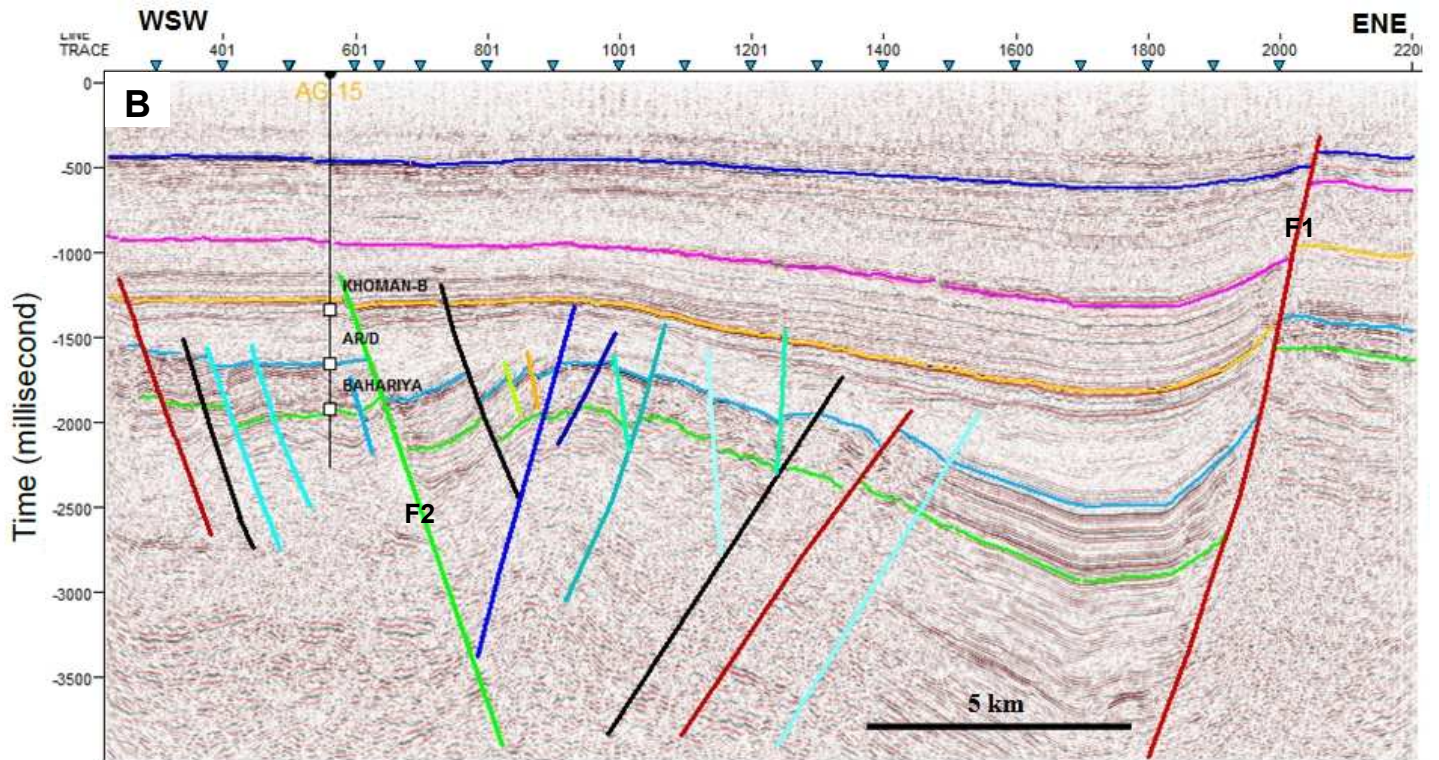 WSW
ENE
LINE
TRACE 401 601 801 1001 1201 1400 1600 1800 2000 2200
B
AG-15
0
-500
-1000
-1500
-2000
-2500
-3000
-3500
Time (millisecond)
KHOMAN-B
AR/D
BAHARIYA
F1
F2
5 km